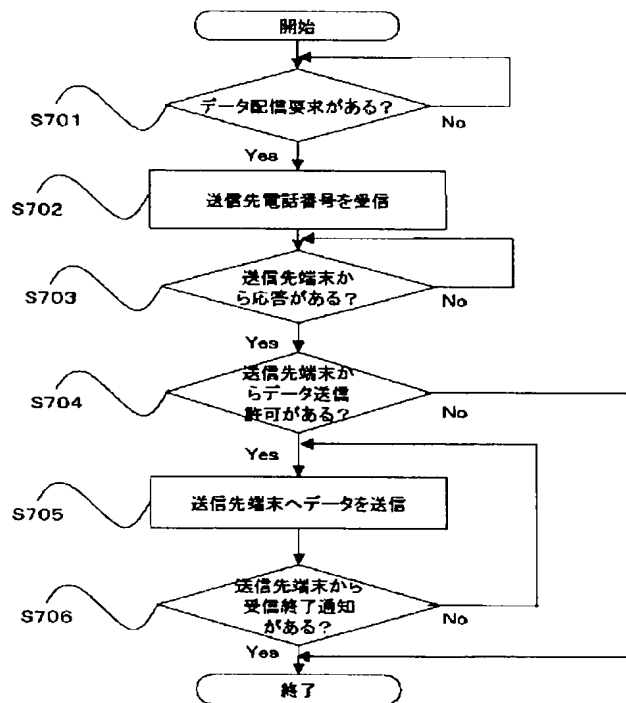 開始
データ配信要求がある?
S701
No
Yes
送信先電話番号を受信
S702
送信先端末か
ら応答がある?
S703
No
Yes
送信先端末か
らデータ送信
許可がある?
S704
No
Yes
送信先端末へデータを送信
S705
送信先端末から
受信終了通知
がある?
S706
No
Yes
終了